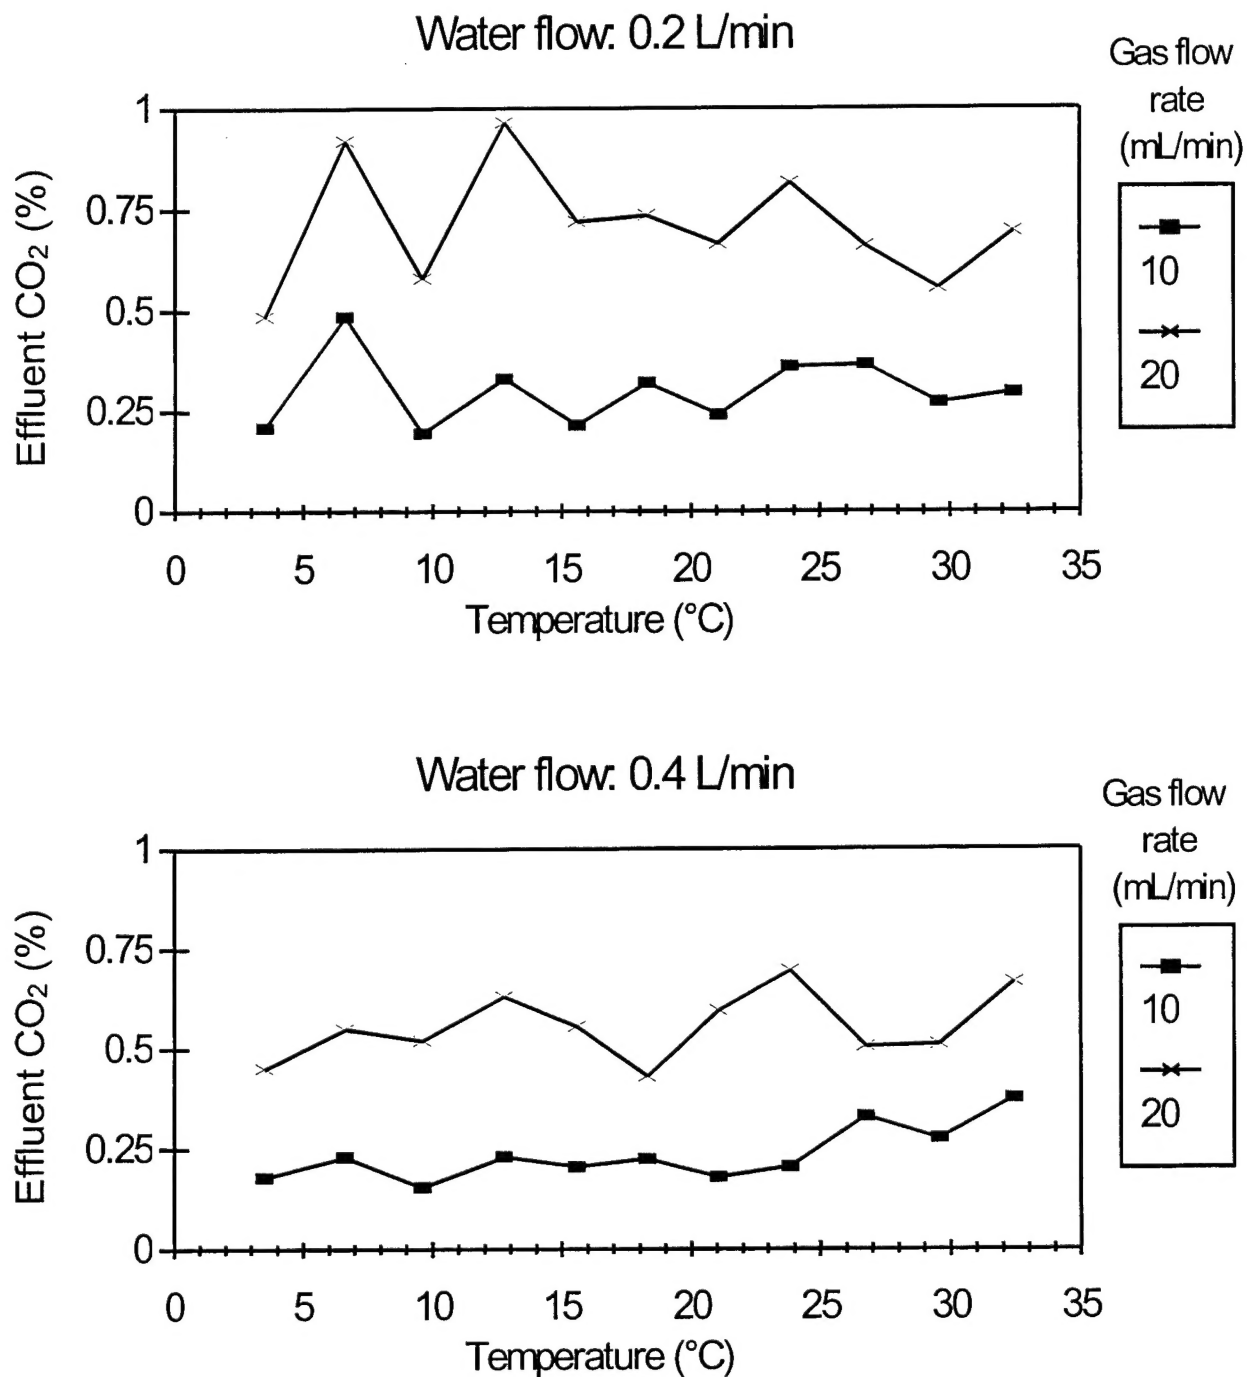 Water flow: 0.2 L/min
Gas flow
rate
(mL/min)
Effluent CO₂ (%)
1
0.75
0.5
0.25
0
0 5 10 15 20 25 30 35
Temperature (°C)
10
20
Water flow: 0.4 L/min
Gas flow
rate
(mL/min)
Effluent CO₂ (%)
1
0.75
0.5
0.25
0
0 5 10 15 20 25 30 35
Temperature (°C)
10
20